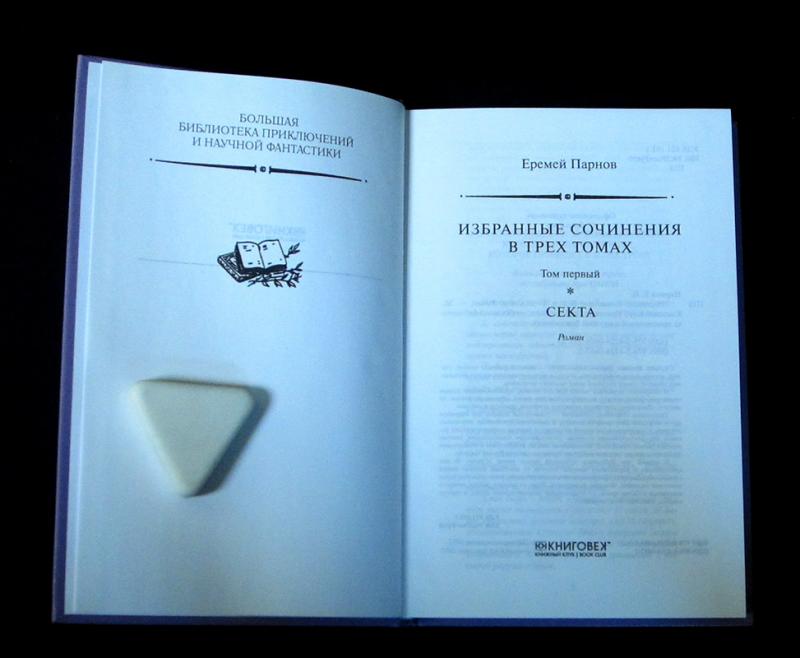 БОЛЬШАЯ
БИБЛИОТЕКА ПРИКЛЮЧЕНИЙ
И НАУЧНОЙ ФАНТАСТИКИ
Еремей Парнов
ИЗБРАННЫЕ СОЧИНЕНИЯ
В ТРЕХ ТОМАХ
Том первый
*
СЕКТА
Роман
КНИГОВЕК™
КНИЖНЫЙ КЛУБ | BOOK CLUB